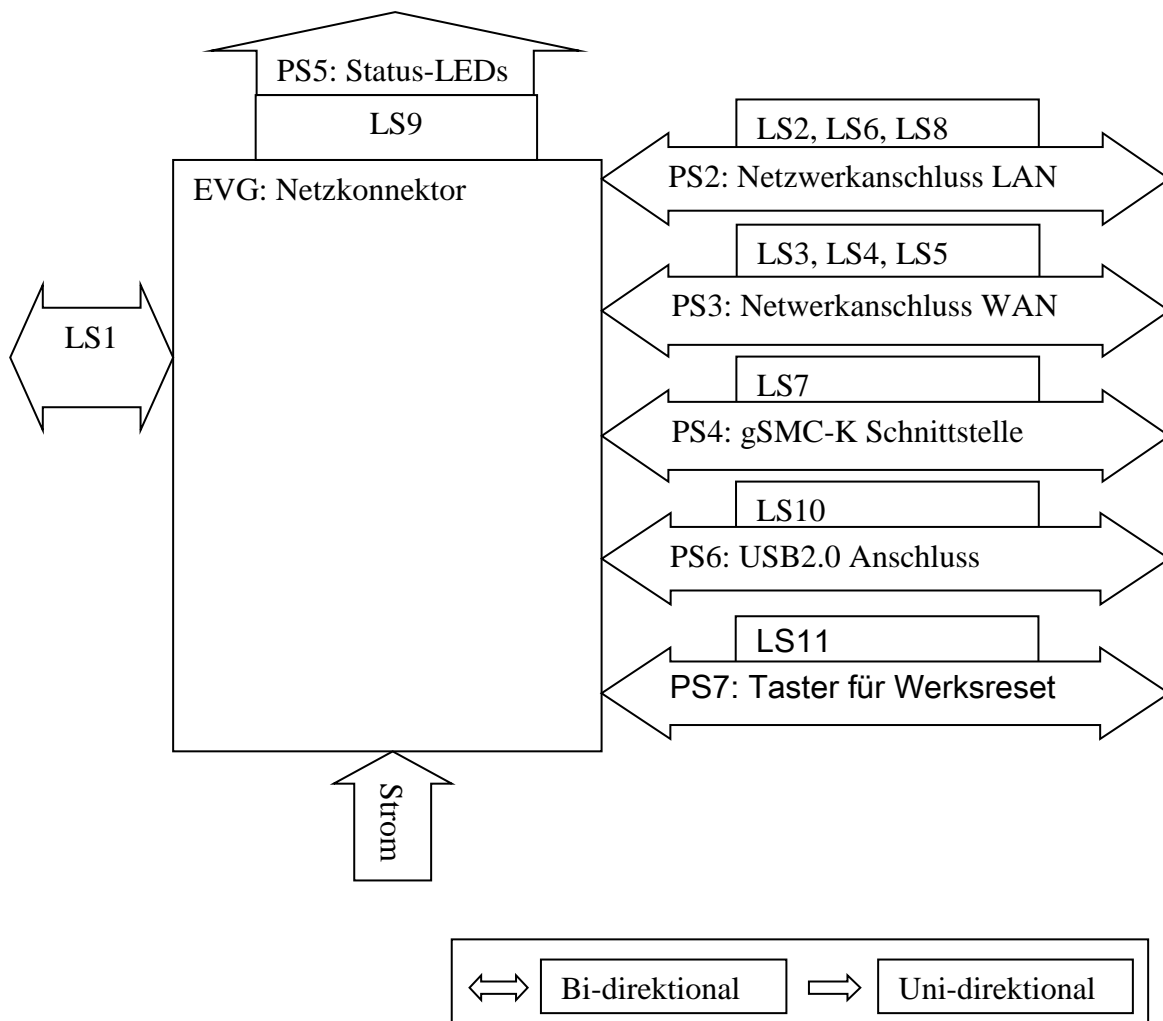 PS5: Status-LEDs
LS9
EVG: Netzkonnektor
LS1
LS2, LS6, LS8
PS2: Netzwerkanschluss LAN
LS3, LS4, LS5
PS3: Netwerkanschluss WAN
LS7
PS4: gSMC-K Schnittstelle
LS10
PS6: USB2.0 Anschluss
LS11
PS7: Taster für Werksreset
Strom
Bi-direktional
Uni-direktional